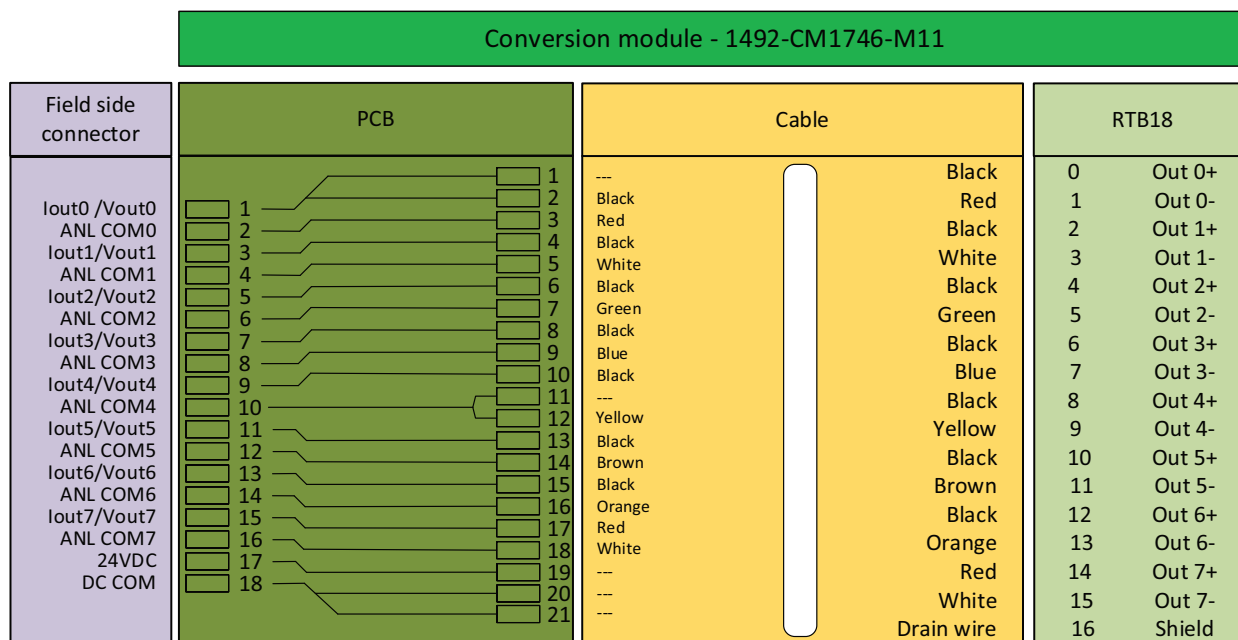 Conversion module - 1492-CM1746-M11
Field side
connector
PCB
Cable
RTB18
Iout0 /Vout0
ANL COM0
Iout1/Vout1
ANL COM1
Iout2/Vout2
ANL COM2
Iout3/Vout3
ANL COM3
Iout4/Vout4
ANL COM4
Iout5/Vout5
ANL COM5
Iout6/Vout6
ANL COM6
Iout7/Vout7
ANL COM7
24VDC
DC COM
1
2
3
4
5
6
7
8
9
10
11
12
13
14
15
16
17
18
1 ---
2 Black
3 Red
4 Black
5 White
6 Black
7 Green
8 Black
9 Blue
10 Black
11 ---
12 Yellow
13 Black
14 Brown
15 Black
16 Orange
17 Red
18 White
19 ---
20 ---
21 ---
Black 0 Out 0+
Red 1 Out 0-
Black 2 Out 1+
White 3 Out 1-
Black 4 Out 2+
Green 5 Out 2-
Black 6 Out 3+
Blue 7 Out 3-
Black 8 Out 4+
Yellow 9 Out 4-
Black 10 Out 5+
Brown 11 Out 5-
Black 12 Out 6+
Orange 13 Out 6-
Red 14 Out 7+
White 15 Out 7-
Drain wire 16 Shield